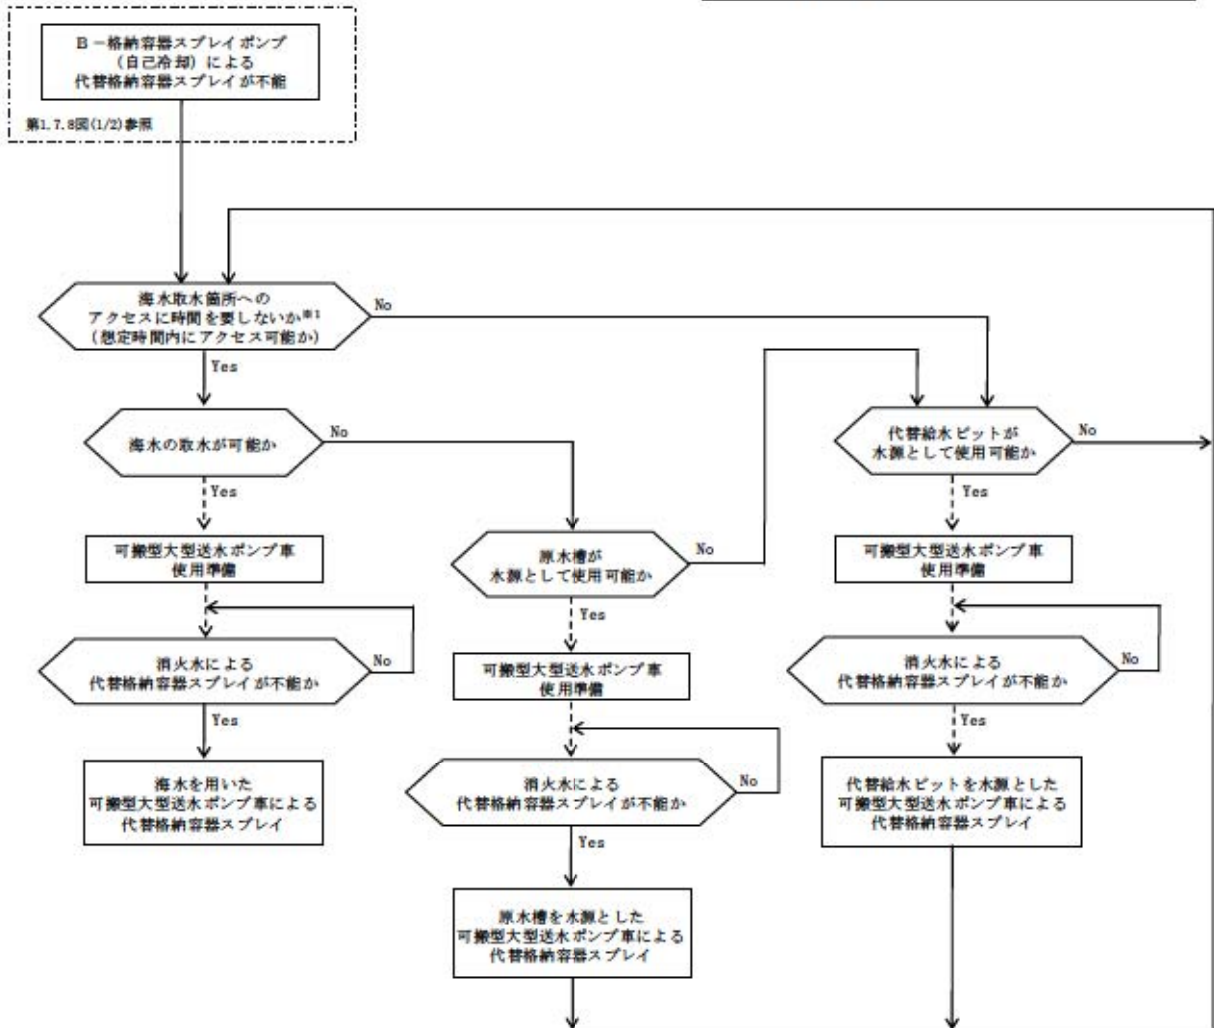 B－格納容器スプレイポンプ
（自己冷却）による
代替格納容器スプレイが不能
第1.7.8図(1/2)参照
海水取水箇所への
アクセスに時間を要しないか※1
（想定時間内にアクセス可能か）
No
Yes
海水の取水が可能か
No
Yes
可搬型大型送水ポンプ車
使用準備
消火水による
代替格納容器スプレイが不能か
No
Yes
海水を用いた
可搬型大型送水ポンプ車による
代替格納容器スプレイ
原水槽が
水源として使用可能か
No
Yes
可搬型大型送水ポンプ車
使用準備
消火水による
代替格納容器スプレイが不能か
No
Yes
原水槽を水源とした
可搬型大型送水ポンプ車による
代替格納容器スプレイ
代替給水ピットが
水源として使用可能か
No
Yes
可搬型大型送水ポンプ車
使用準備
消火水による
代替格納容器スプレイが不能か
No
Yes
代替給水ピットを水源とした
可搬型大型送水ポンプ車による
代替格納容器スプレイ